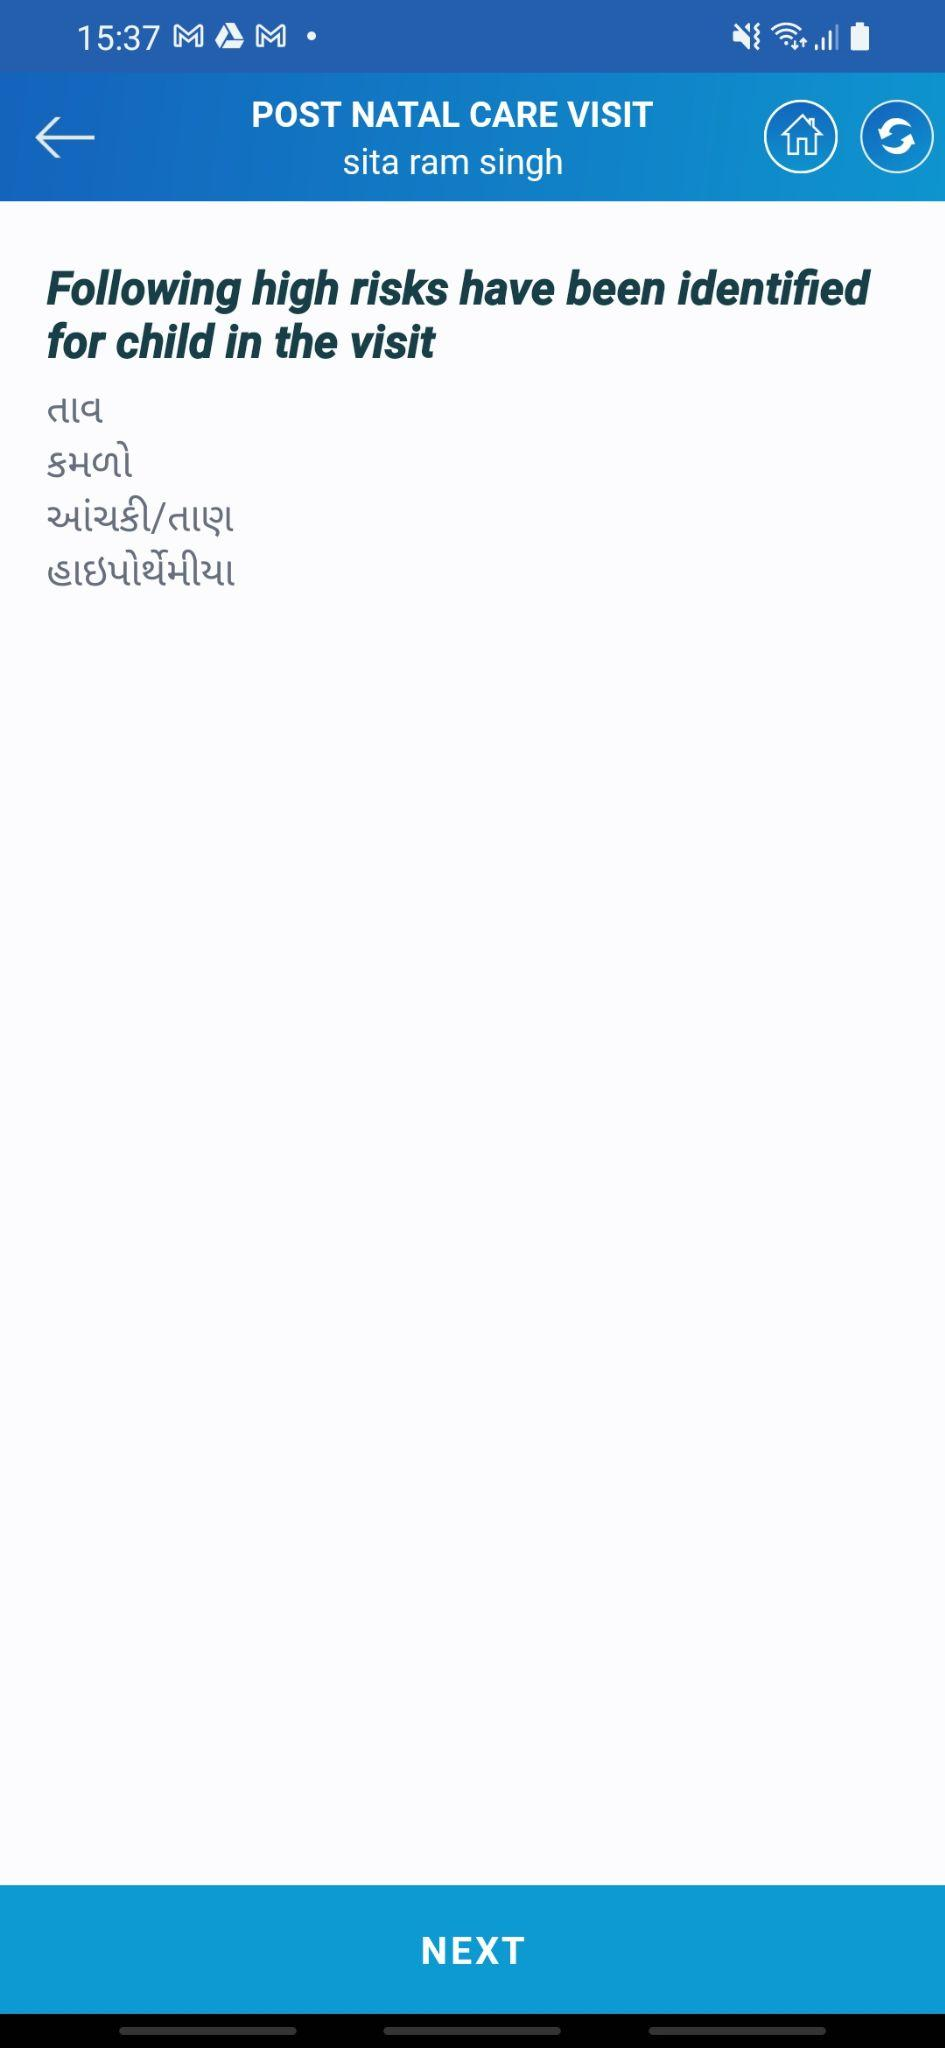 15:37
POST NATAL CARE VISIT
sita ram singh
Following high risks have been identified
for child in the visit
તાવ
કમળો
આંચકી/તાણ
હાઇપોર્થેમીયા
NEXT